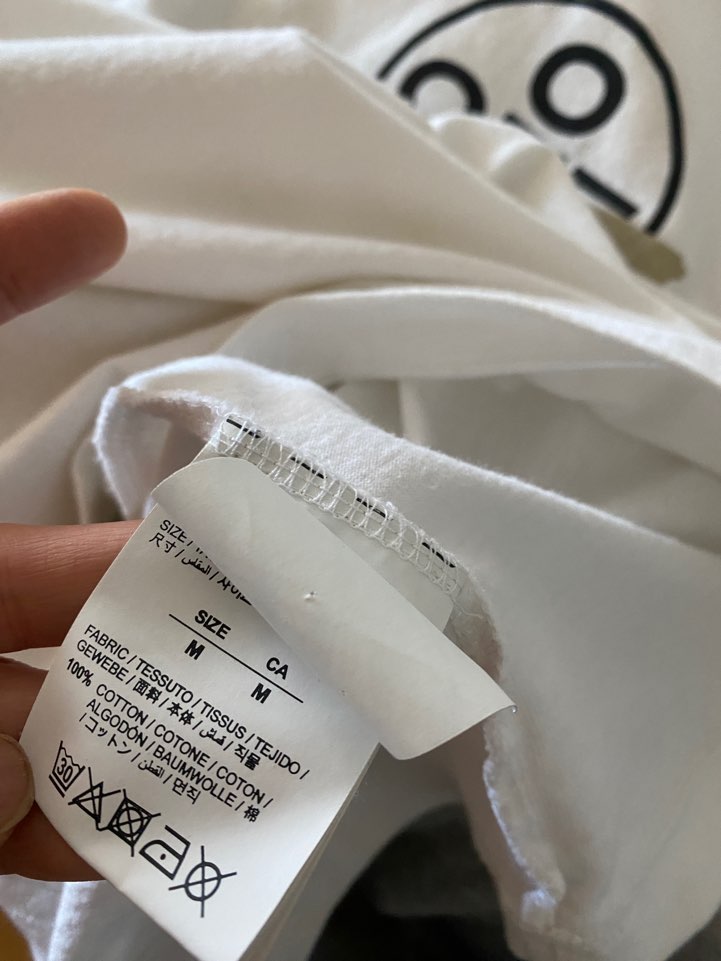 SIZE /
尺寸 / المقاس /
SIZE CA
M M
FABRIC / TESSUTO / TISSUS / TEJIDO /
GEWEBE / 面料 / 本体 / قماش / 직물
100% COTTON / COTONE / COTON /
ALGODÓN / BAUMWOLLE / 棉
/ コットン / القطن / 면직
30